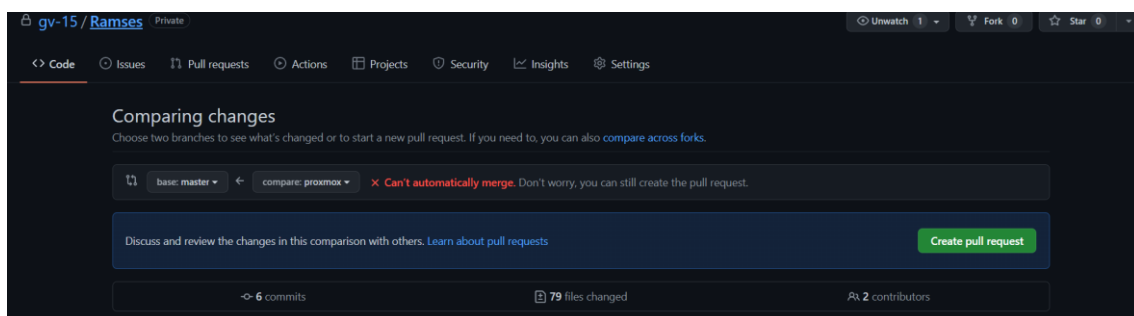 gv-15 / Ramses Private Unwatch 1 Fork 0 Star 0
<> Code Issues Pull requests Actions Projects Security Insights Settings
Comparing changes
Choose two branches to see what's changed or to start a new pull request. If you need to, you can also compare across forks.
base: master ← compare: proxmox × Can't automatically merge. Don't worry, you can still create the pull request.
Discuss and review the changes in this comparison with others. Learn about pull requests Create pull request
6 commits 79 files changed 2 contributors